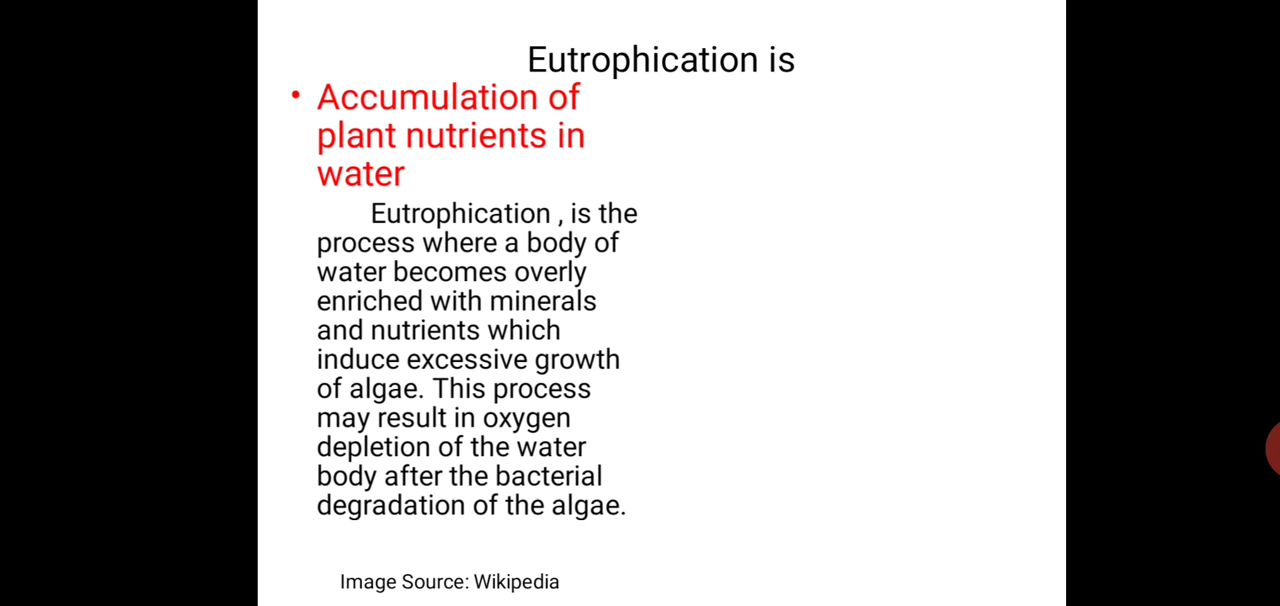 Eutrophication is
• Accumulation of
plant nutrients in
water
Eutrophication , is the
process where a body of
water becomes overly
enriched with minerals
and nutrients which
induce excessive growth
of algae. This process
may result in oxygen
depletion of the water
body after the bacterial
degradation of the algae.
Image Source: Wikipedia